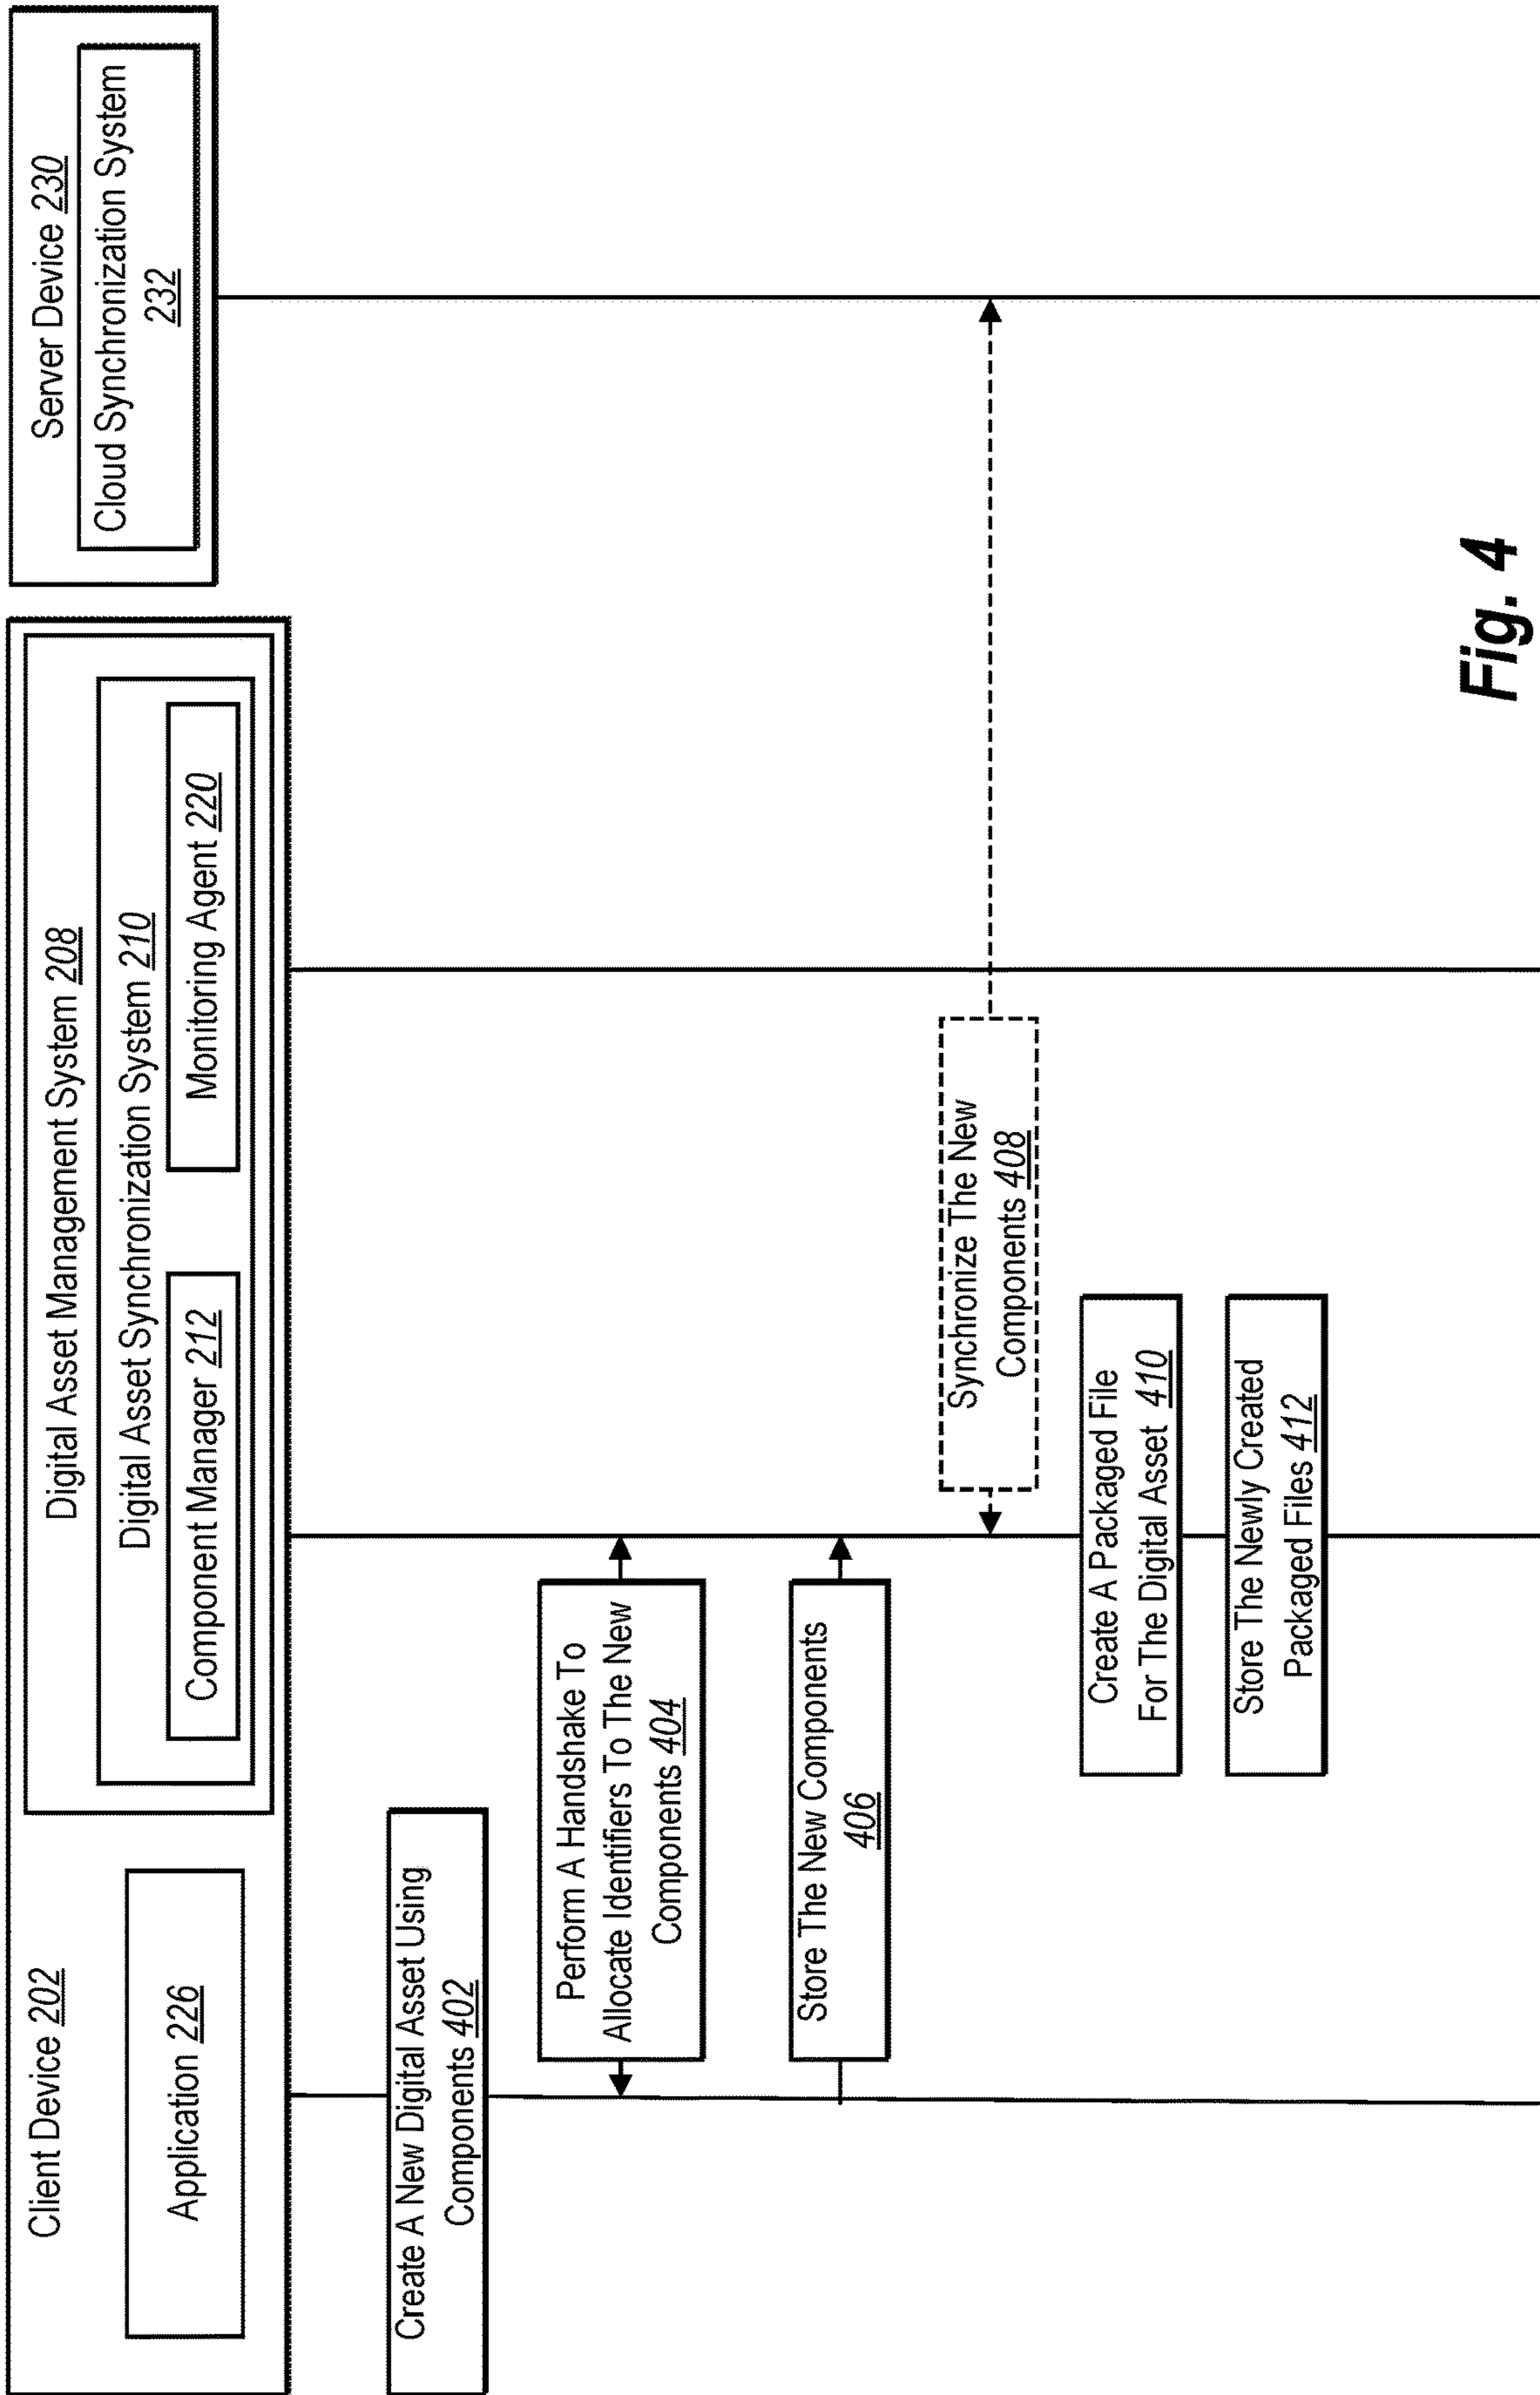 Client Device 202
Application 226
Digital Asset Management System 208
Digital Asset Synchronization System 210
Component Manager 212
Monitoring Agent 220
Server Device 230
Cloud Synchronization System
232
Create A New Digital Asset Using
Components 402
Perform A Handshake To
Allocate Identifiers To The New
Components 404
Store The New Components
406
Synchronize The New
Components 408
Create A Packaged File
For The Digital Asset 410
Store The Newly Created
Packaged Files 412
Fig. 4